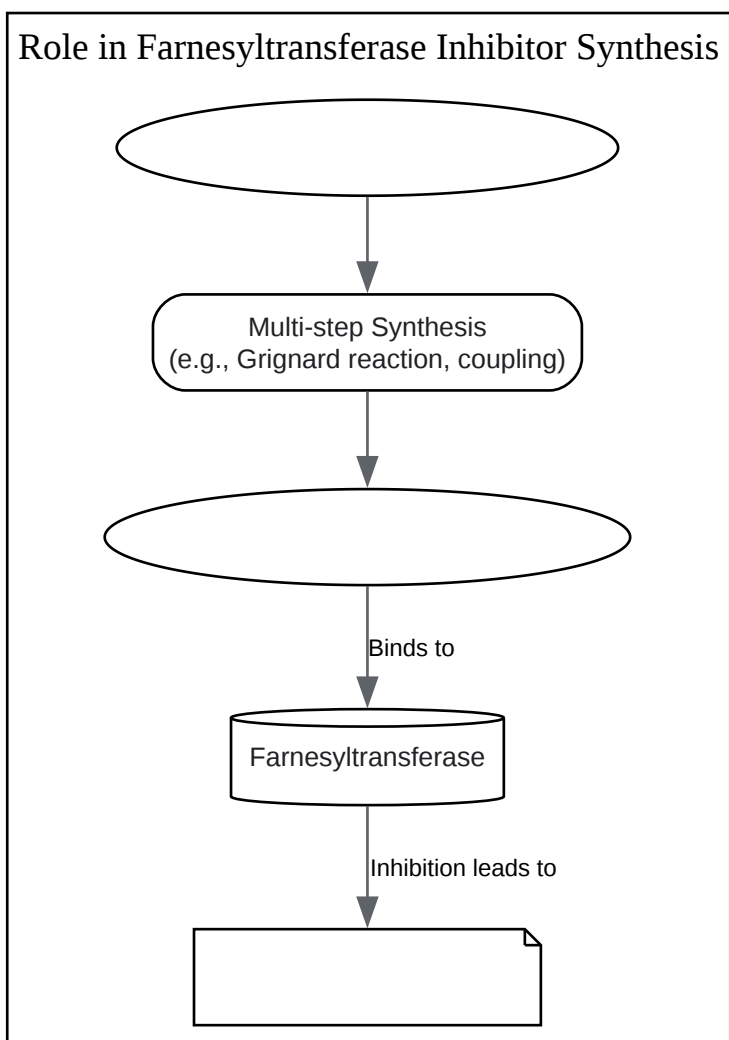 Role in Farnesyltransferase Inhibitor Synthesis
Multi-step Synthesis
(e.g., Grignard reaction, coupling)
Binds to
Farnesyltransferase
Inhibition leads to